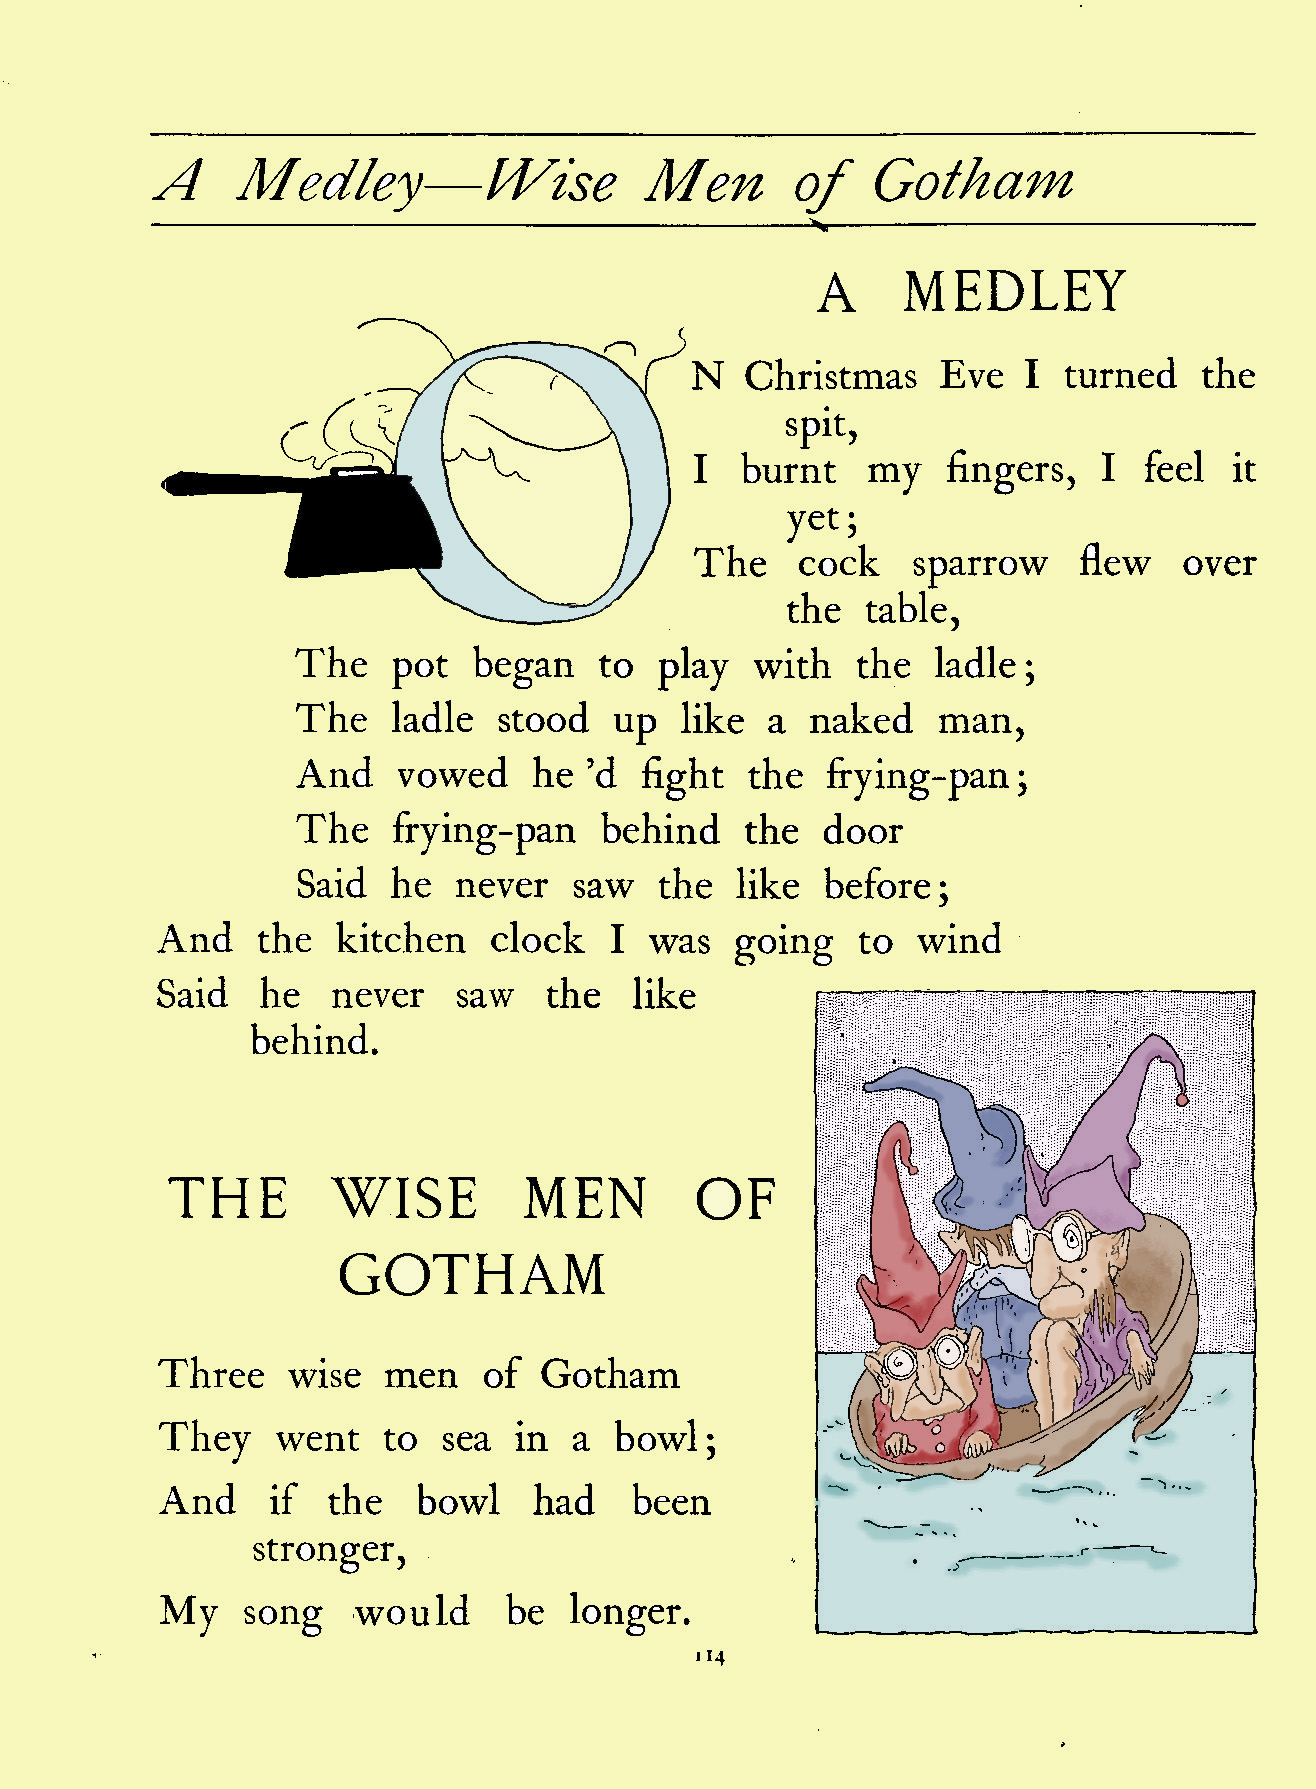 A Medley—Wise Men of Gotham
A MEDLEY
ON Christmas Eve I turned the
spit,
I burnt my fingers, I feel it
yet;
The cock sparrow flew over
the table,
The pot began to play with the ladle;
The ladle stood up like a naked man,
And vowed he 'd fight the frying-pan;
The frying-pan behind the door
Said he never saw the like before;
And the kitchen clock I was going to wind
Said he never saw the like
behind.
THE WISE MEN OF
GOTHAM
Three wise men of Gotham
They went to sea in a bowl;
And if the bowl had been
stronger,
My song would be longer.
114